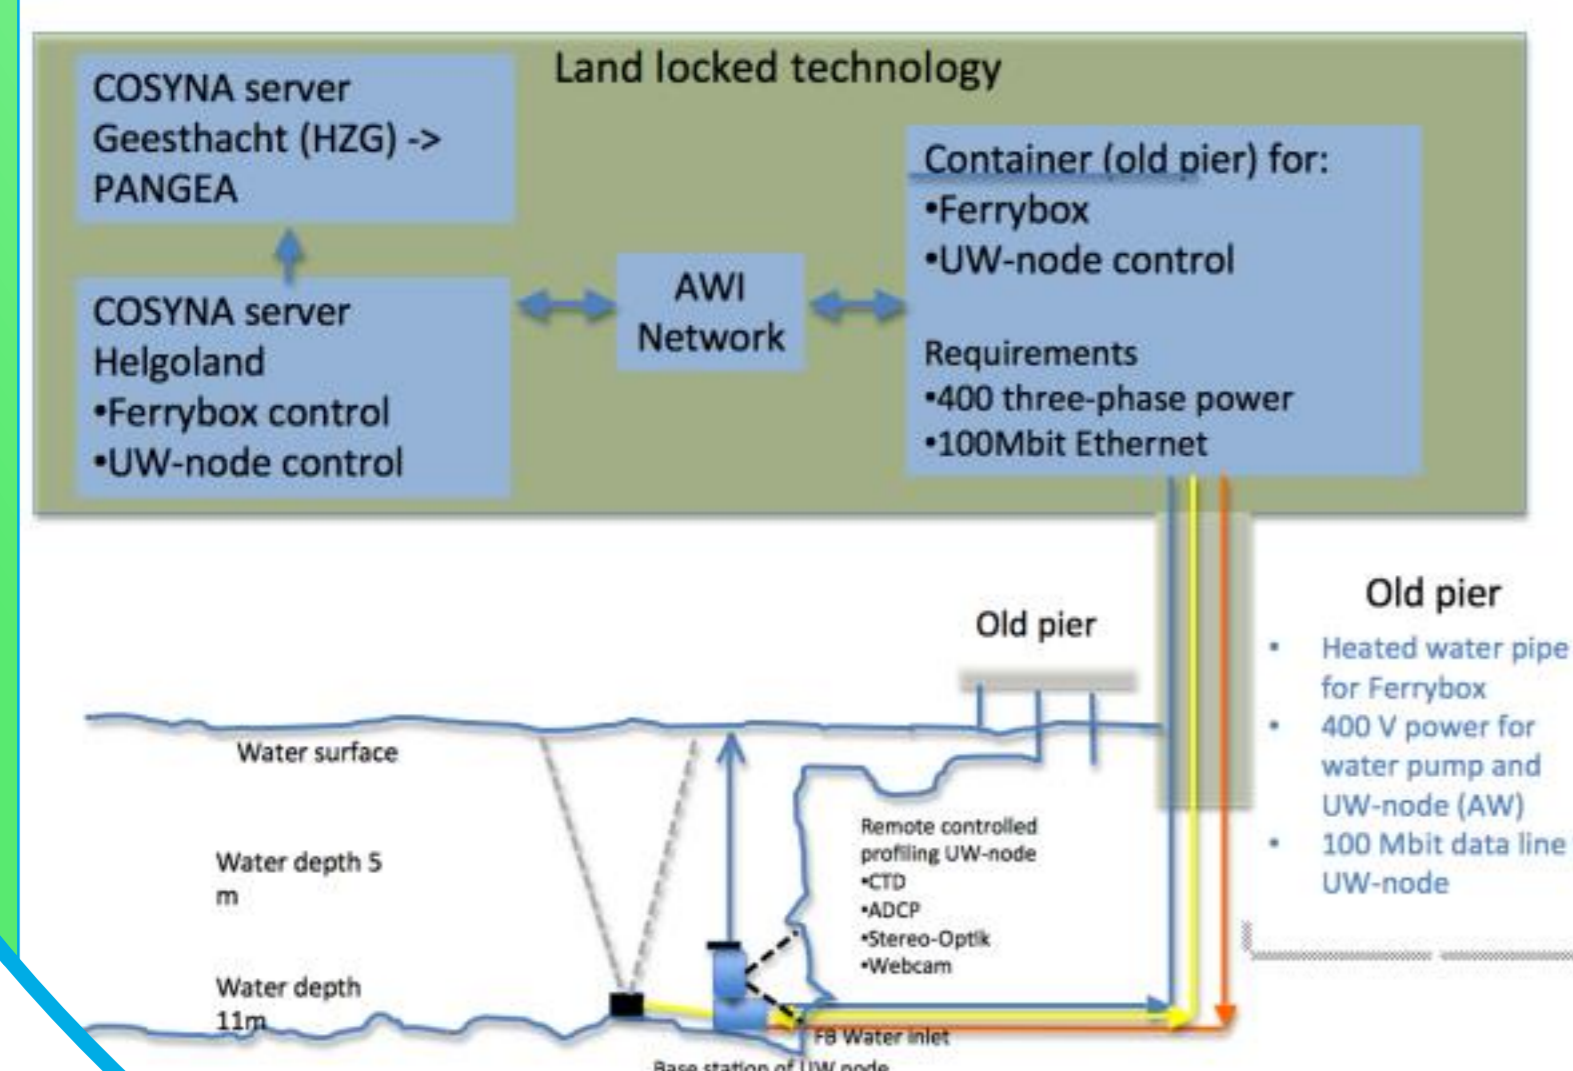 Land locked technology
COSYNA server
Geesthacht (HZG) ->
PANGEA
COSYNA server
Helgoland
•Ferrybox control
•UW-node control
AWI
Network
Container (old pier) for:
•Ferrybox
•UW-node control
Requirements
•400 three-phase power
•100Mbit Ethernet
Old pier
• Heated water pipe
for Ferrybox
• 400 V power for
water pump and
UW-node (AW)
• 100 Mbit data line
UW-node
Old pier
Water surface
Water depth 5
m
Water depth
11m
Remote controlled
profiling UW-node
•CTD
•ADCP
•Stereo-Optik
•Webcam
FB Water inlet
Base station of UW node